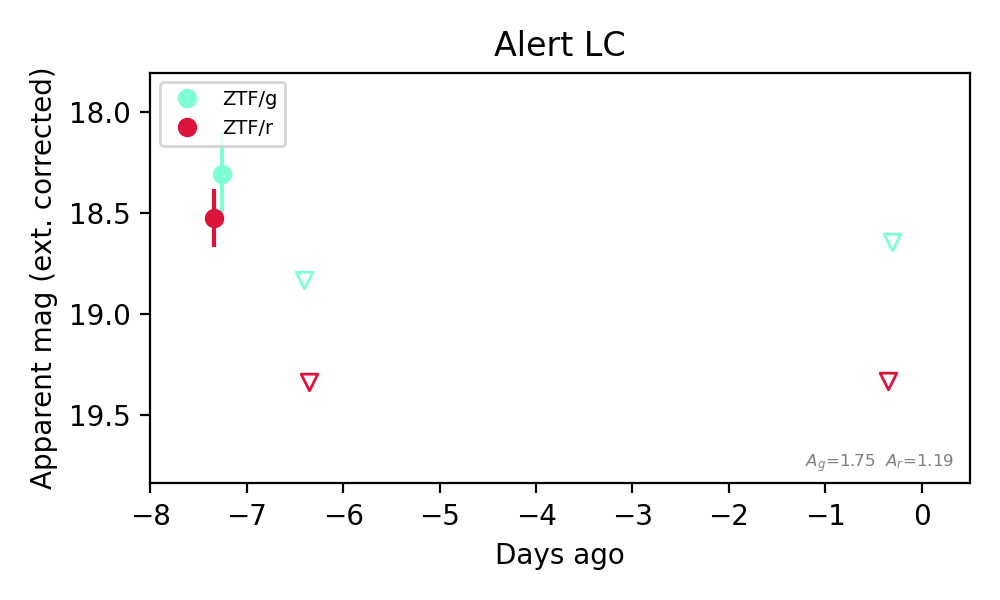 Alert LC
Apparent mag (ext. corrected)
ZTF/g
ZTF/r
18.0
18.5
19.0
19.5
A_g=1.75 A_r=1.19
−8 −7 −6 −5 −4 −3 −2 −1 0
Days ago